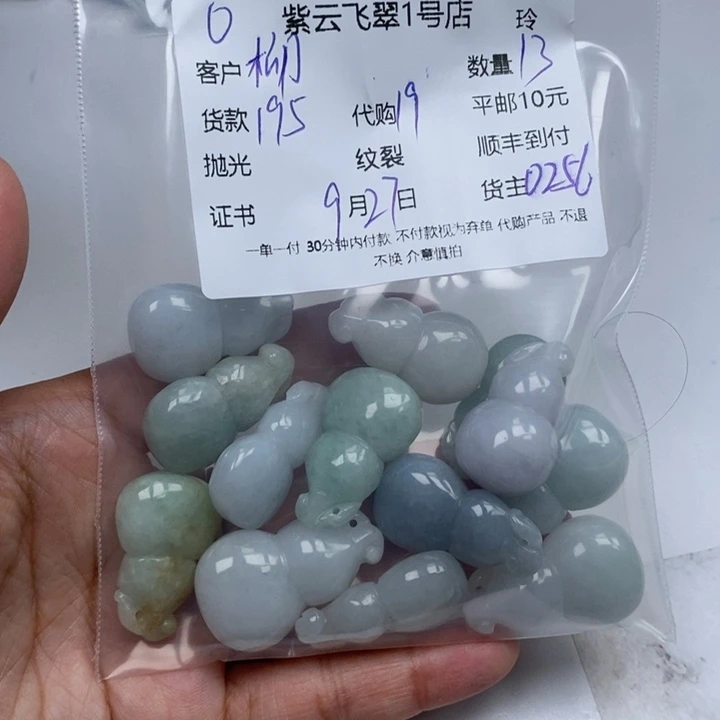 0 紫云飞翠1号店 玲
客户 柳月 数量 13
货款 195 代购 19 平邮10元
抛光 纹裂 顺丰到付
证书 9月27日 货主 0256
一单一付 30分钟内付款 不付款视为弃单 代购产品 不退
不换 介意慎拍